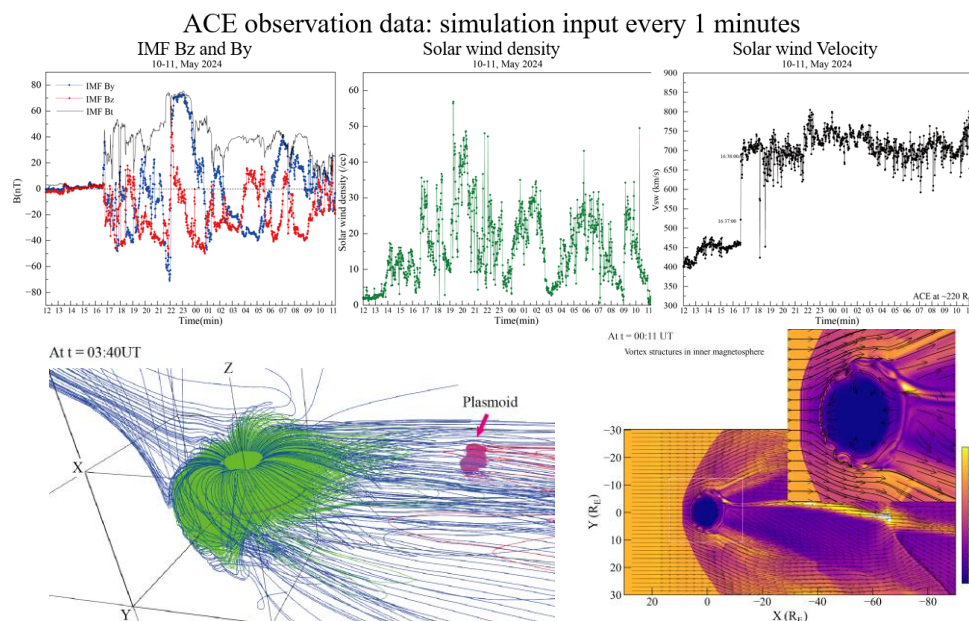 ACE observation data: simulation input every 1 minutes
IMF Bz and By
10-11, May 2024
80
60
40
20
0
−20
−40
−60
−80
B(nT)
IMF By
IMF Bz
IMF Bt
12 13 14 15 16 17 18 19 20 21 22 23 00 01 02 03 04 05 06 07 08 09 10 11
Time(min)
Solar wind density
10-11, May 2024
60
50
40
30
20
10
0
Solar wind density (/cc)
12 13 14 15 16 17 18 19 20 21 22 23 00 01 02 03 04 05 06 07 08 09 10 11
Time(min)
Solar wind Velocity
10-11, May 2024
900
850
800
750
700
650
600
550
500
450
400
350
300
Vsw (km/s)
16:38:00
16:37:00
ACE at ~220 R
12 13 14 15 16 17 18 19 20 21 22 23 00 01 02 03 04 05 06 07 08 09 10 11
Time(min)
At t = 03:40UT
Z
Plasmoid
X
Y
At t = 00:11 UT
Vortex structures in inner magnetosphere
−30
−20
−10
0
10
20
30
Y (RE)
20 0 −20 −40 −60 −80
X (RE)